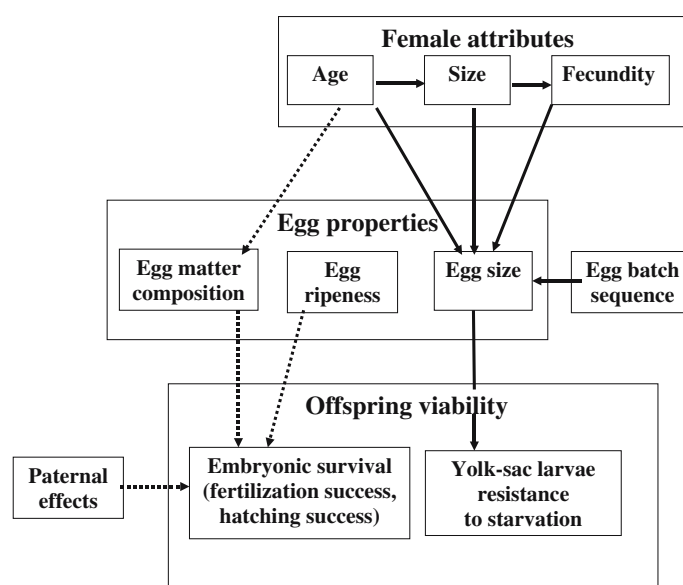 Female attributes
Age
Size
Fecundity
Egg properties
Egg matter
composition
Egg
ripeness
Egg size
Egg batch
sequence
Offspring viability
Paternal
effects
Embryonic survival
(fertilization success,
hatching success)
Yolk-sac larvae
resistance
to starvation